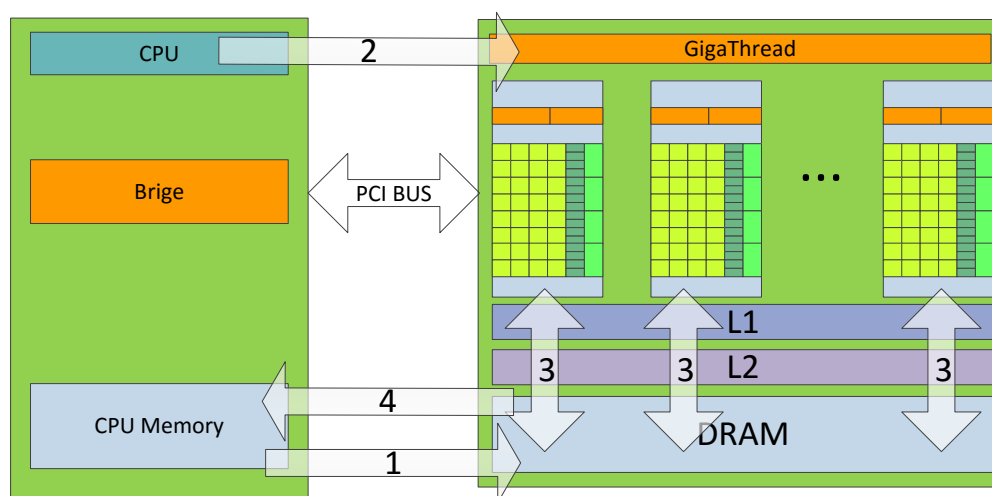 CPU
2
GigaThread
Brige
PCI BUS
...
L1
L2
3
3
3
CPU Memory
4
DRAM
1